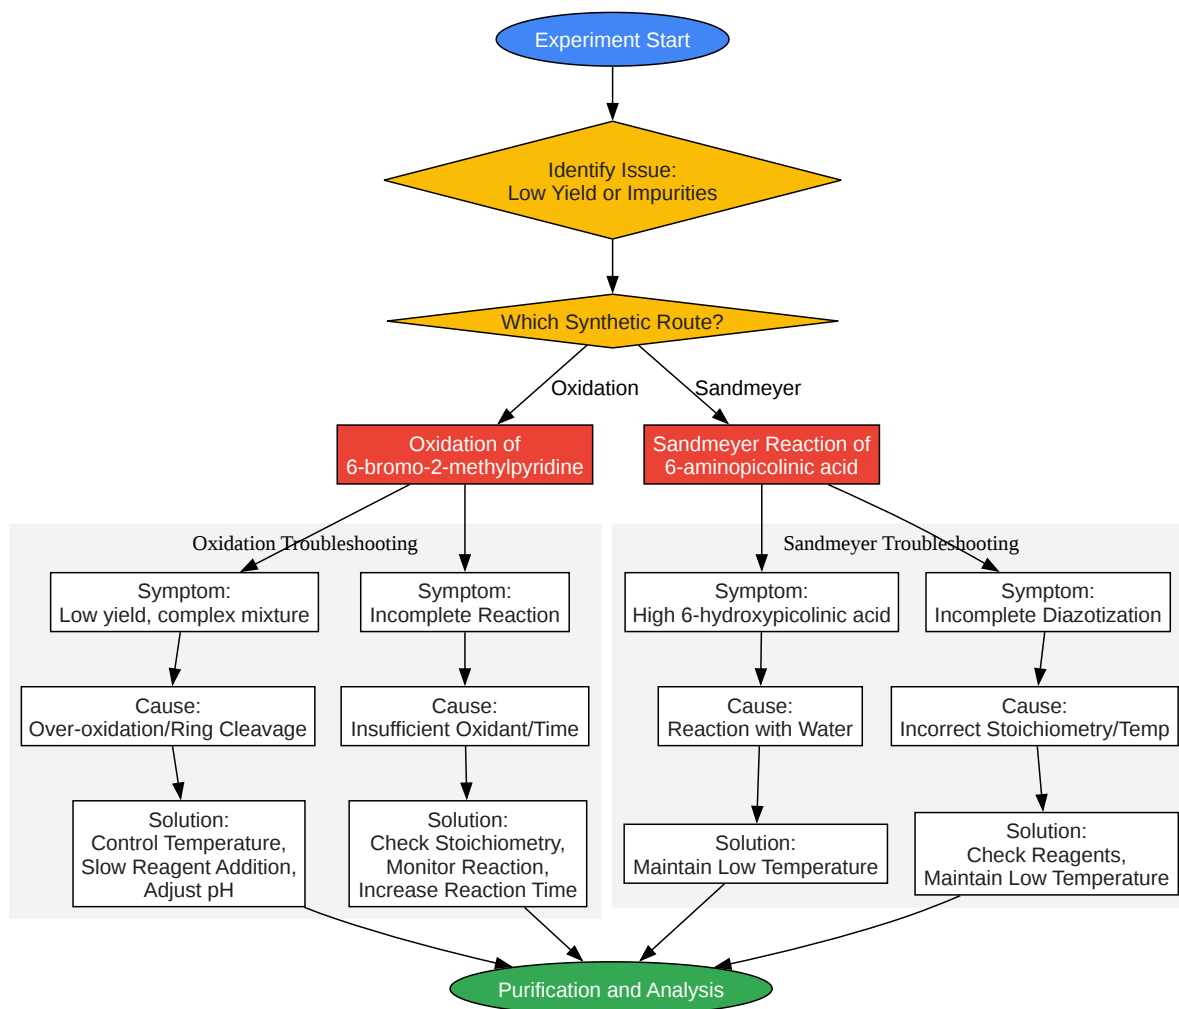 Experiment Start
Identify Issue:
Low Yield or Impurities
Which Synthetic Route?
Oxidation
Sandmeyer
Oxidation of
6-bromo-2-methylpyridine
Sandmeyer Reaction of
6-aminopicolinic acid
Oxidation Troubleshooting
Symptom:
Low yield, complex mixture
Cause:
Over-oxidation/Ring Cleavage
Solution:
Control Temperature,
Slow Reagent Addition,
Adjust pH
Symptom:
Incomplete Reaction
Cause:
Insufficient Oxidant/Time
Solution:
Check Stoichiometry,
Monitor Reaction,
Increase Reaction Time
Sandmeyer Troubleshooting
Symptom:
High 6-hydroxypicolinic acid
Cause:
Reaction with Water
Solution:
Maintain Low Temperature
Symptom:
Incomplete Diazotization
Cause:
Incorrect Stoichiometry/Temp
Solution:
Check Reagents,
Maintain Low Temperature
Purification and Analysis